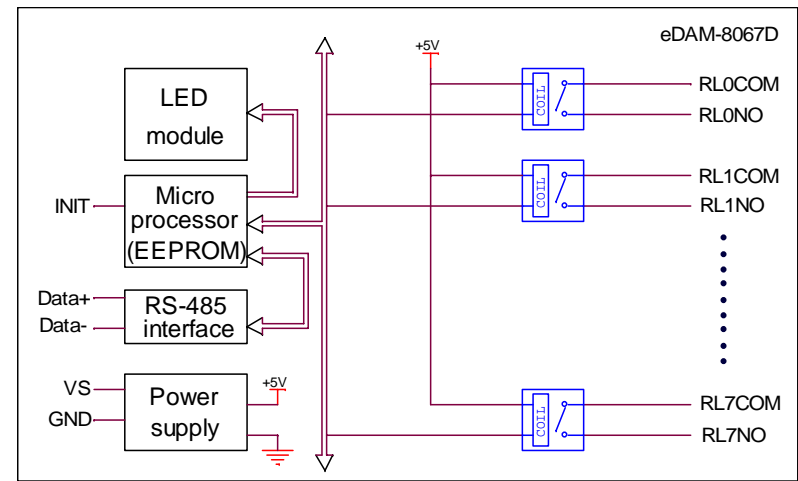 eDAM-8067D
+5V
LED
module
COIL
RL0COM
RL0NO
INIT
Micro
processor
(EEPROM)
COIL
RL1COM
RL1NO
Data+
Data-
RS-485
interface
VS
GND
Power
supply
+5V
COIL
RL7COM
RL7NO